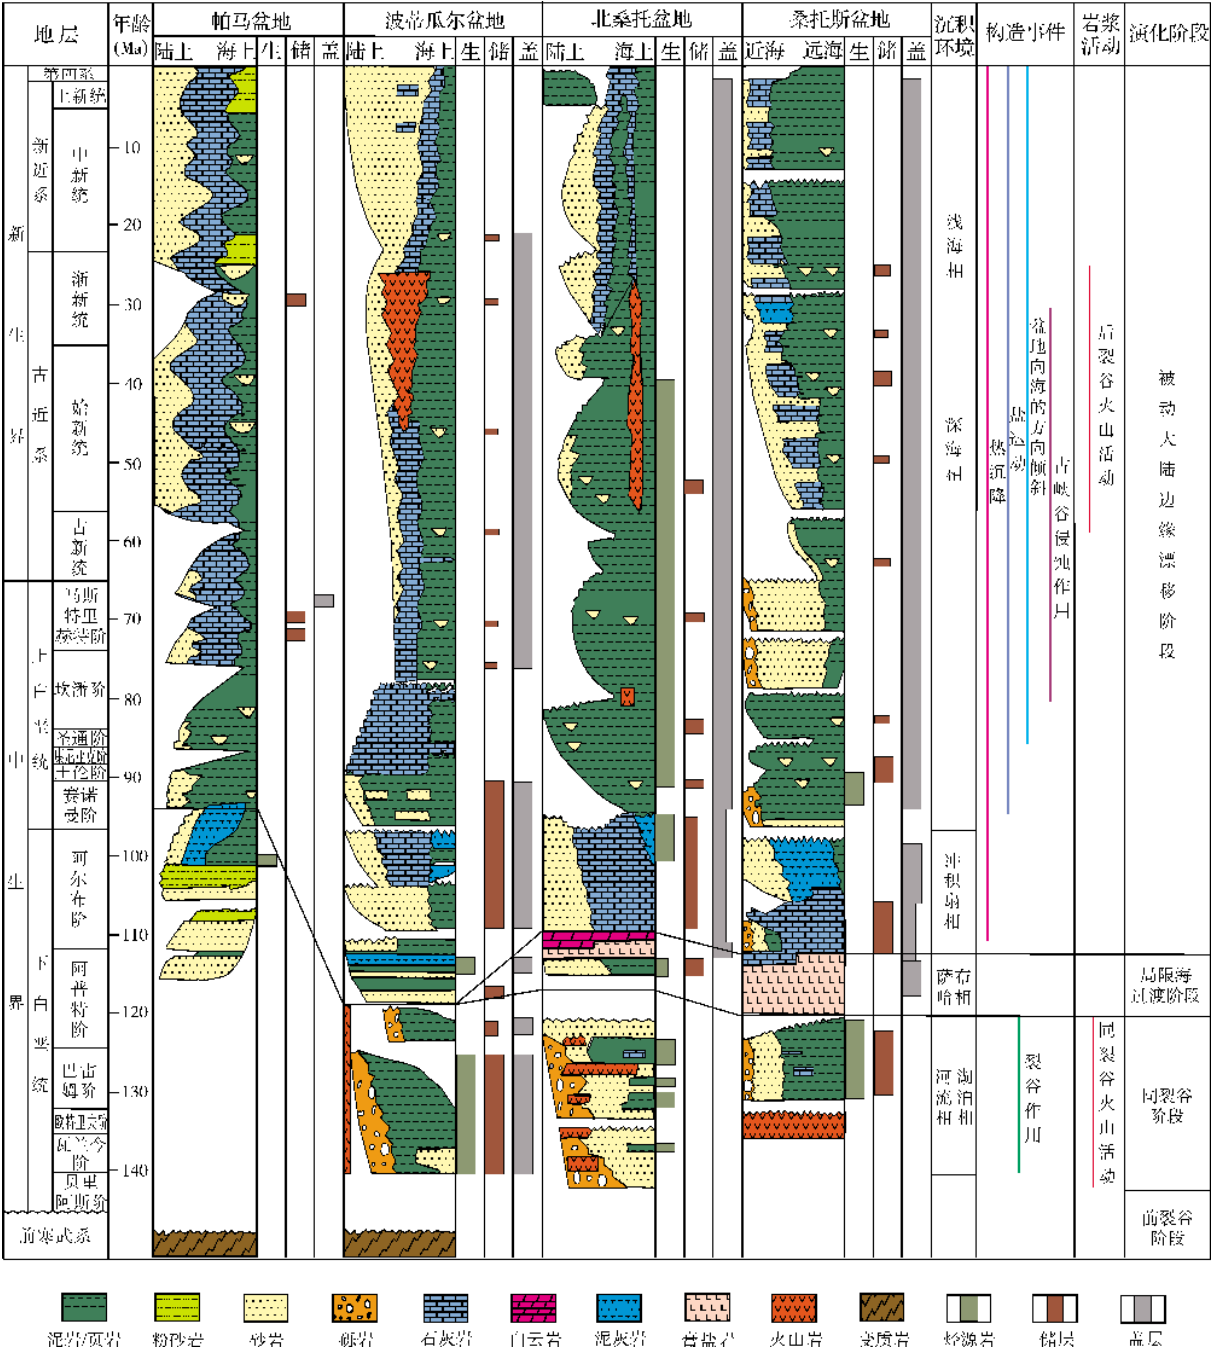 地层 年龄(Ma) 帕马盆地 波蒂瓜尔盆地 北桑托盆地 桑托斯盆地 沉积环境 构造事件 岩浆活动 演化阶段
陆上 海上 生 储 盖 陆上 海上 生 储 盖 陆上 海上 生 储 盖 近海 远海 生 储 盖
第四系
上新统
新近系
中新统
新生界
渐新统
古近系
始新统
古新统
马斯特里赫特阶
上白垩统
坎潘阶
圣通阶
土伦阶
赛诺曼阶
中生界
阿尔布阶
下白垩统
阿普特阶
巴雷姆阶
欧特里夫阶
瓦兰今阶
贝里阿斯阶
前寒武系
10
20
30
40
50
60
70
80
90
100
110
120
130
140
浅海相
深海相
冲积扇相
萨布哈相
河流相
湖泊相
热沉降
盐运动
盆地向海的方向倾斜
古峡谷侵蚀作用
裂谷作用
后裂谷火山活动
同裂谷火山活动
被动大陆边缘漂移阶段
局限海过渡阶段
同裂谷阶段
前裂谷阶段
泥岩/页岩 粉砂岩 砂岩 砾岩 石灰岩 白云岩 泥灰岩 膏盐岩 火山岩 变质岩 烃源岩 储层 盖层